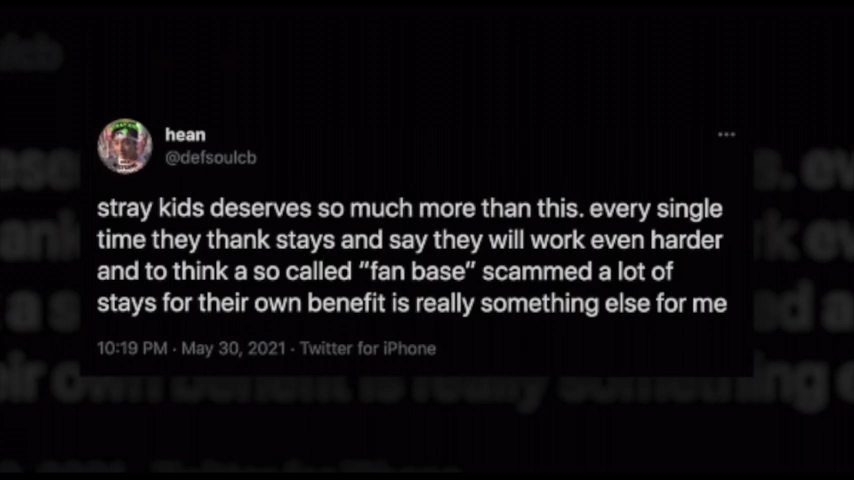 hean
@defsoulcb
stray kids deserves so much more than this. every single
time they thank stays and say they will work even harder
and to think a so called "fan base" scammed a lot of
stays for their own benefit is really something else for me
10:19 PM · May 30, 2021 · Twitter for iPhone